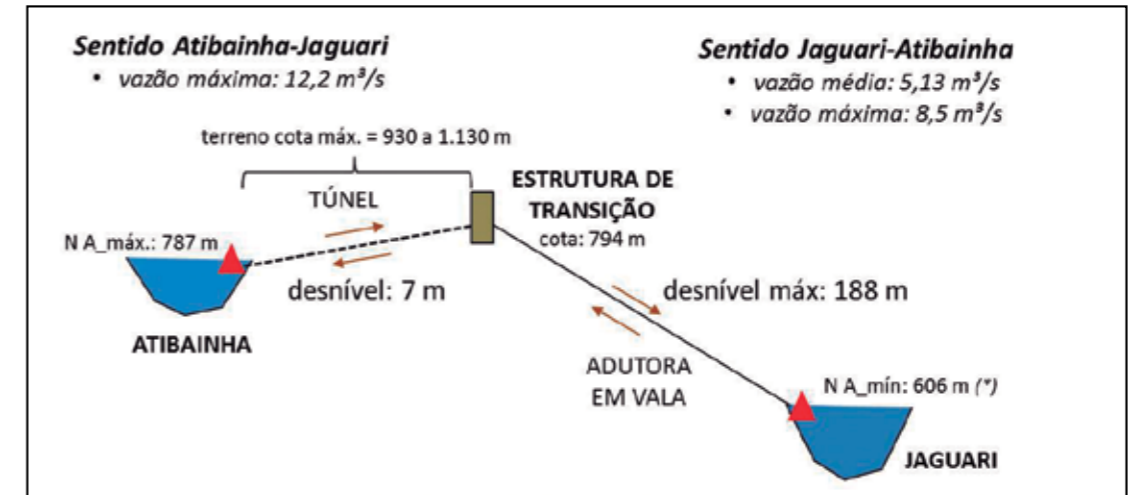 Sentido Atibainha-Jaguari
• vazão máxima: 12,2 m³/s
Sentido Jaguari-Atibainha
• vazão média: 5,13 m³/s
• vazão máxima: 8,5 m³/s
terreno cota máx. = 930 a 1.130 m
TÚNEL
ESTRUTURA DE
TRANSIÇÃO
cota: 794 m
N A_máx.: 787 m
desnível: 7 m
desnível máx: 188 m
ATIBAINHA
ADUTORA
EM VALA
N A_mín: 606 m (*)
JAGUARI